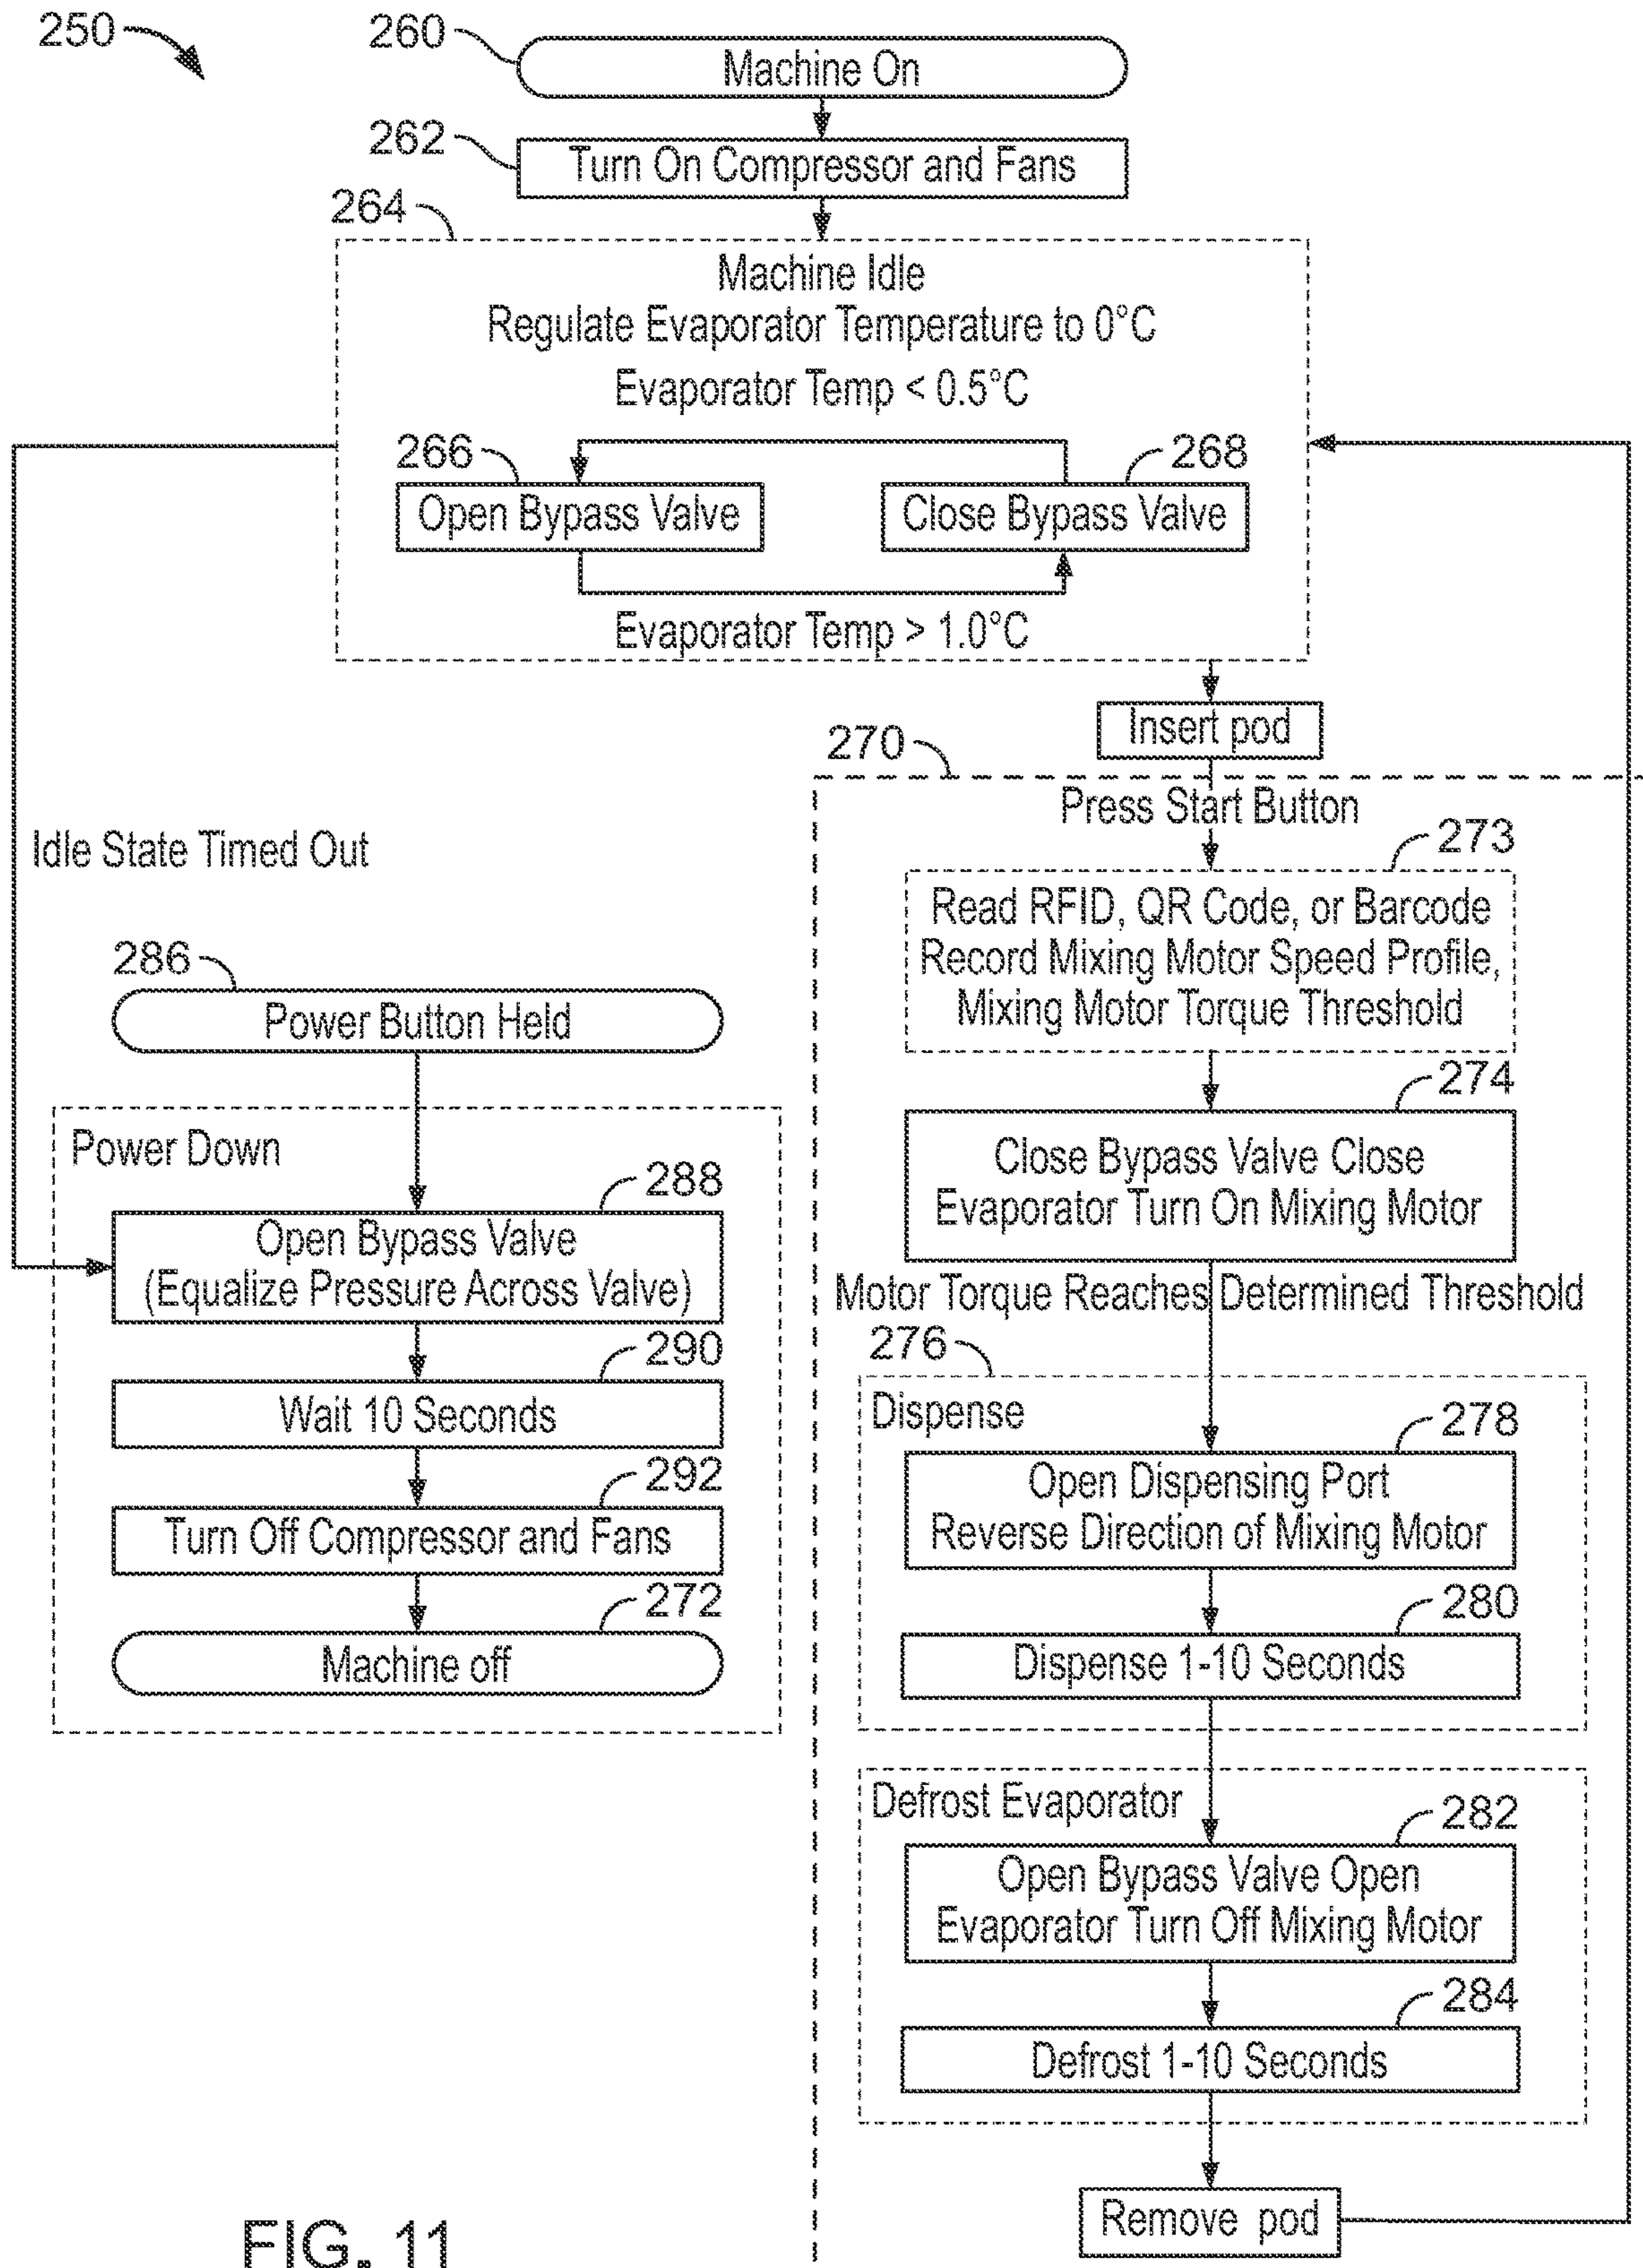 250
260
Machine On
262
Turn On Compressor and Fans
264
Machine Idle
Regulate Evaporator Temperature to 0°C
Evaporator Temp < 0.5°C
266
268
Open Bypass Valve
Close Bypass Valve
Evaporator Temp > 1.0°C
Insert pod
270
Press Start Button
Idle State Timed Out
273
Read RFID, QR Code, or Barcode
Record Mixing Motor Speed Profile,
Mixing Motor Torque Threshold
286
Power Button Held
274
Close Bypass Valve Close
Evaporator Turn On Mixing Motor
Power Down
288
Open Bypass Valve
(Equalize Pressure Across Valve)
Motor Torque Reaches Determined Threshold
290
Wait 10 Seconds
276
Dispense
278
Open Dispensing Port
Reverse Direction of Mixing Motor
292
Turn Off Compressor and Fans
272
Machine off
280
Dispense 1-10 Seconds
Defrost Evaporator
282
Open Bypass Valve Open
Evaporator Turn Off Mixing Motor
284
Defrost 1-10 Seconds
Remove pod
FIG. 11